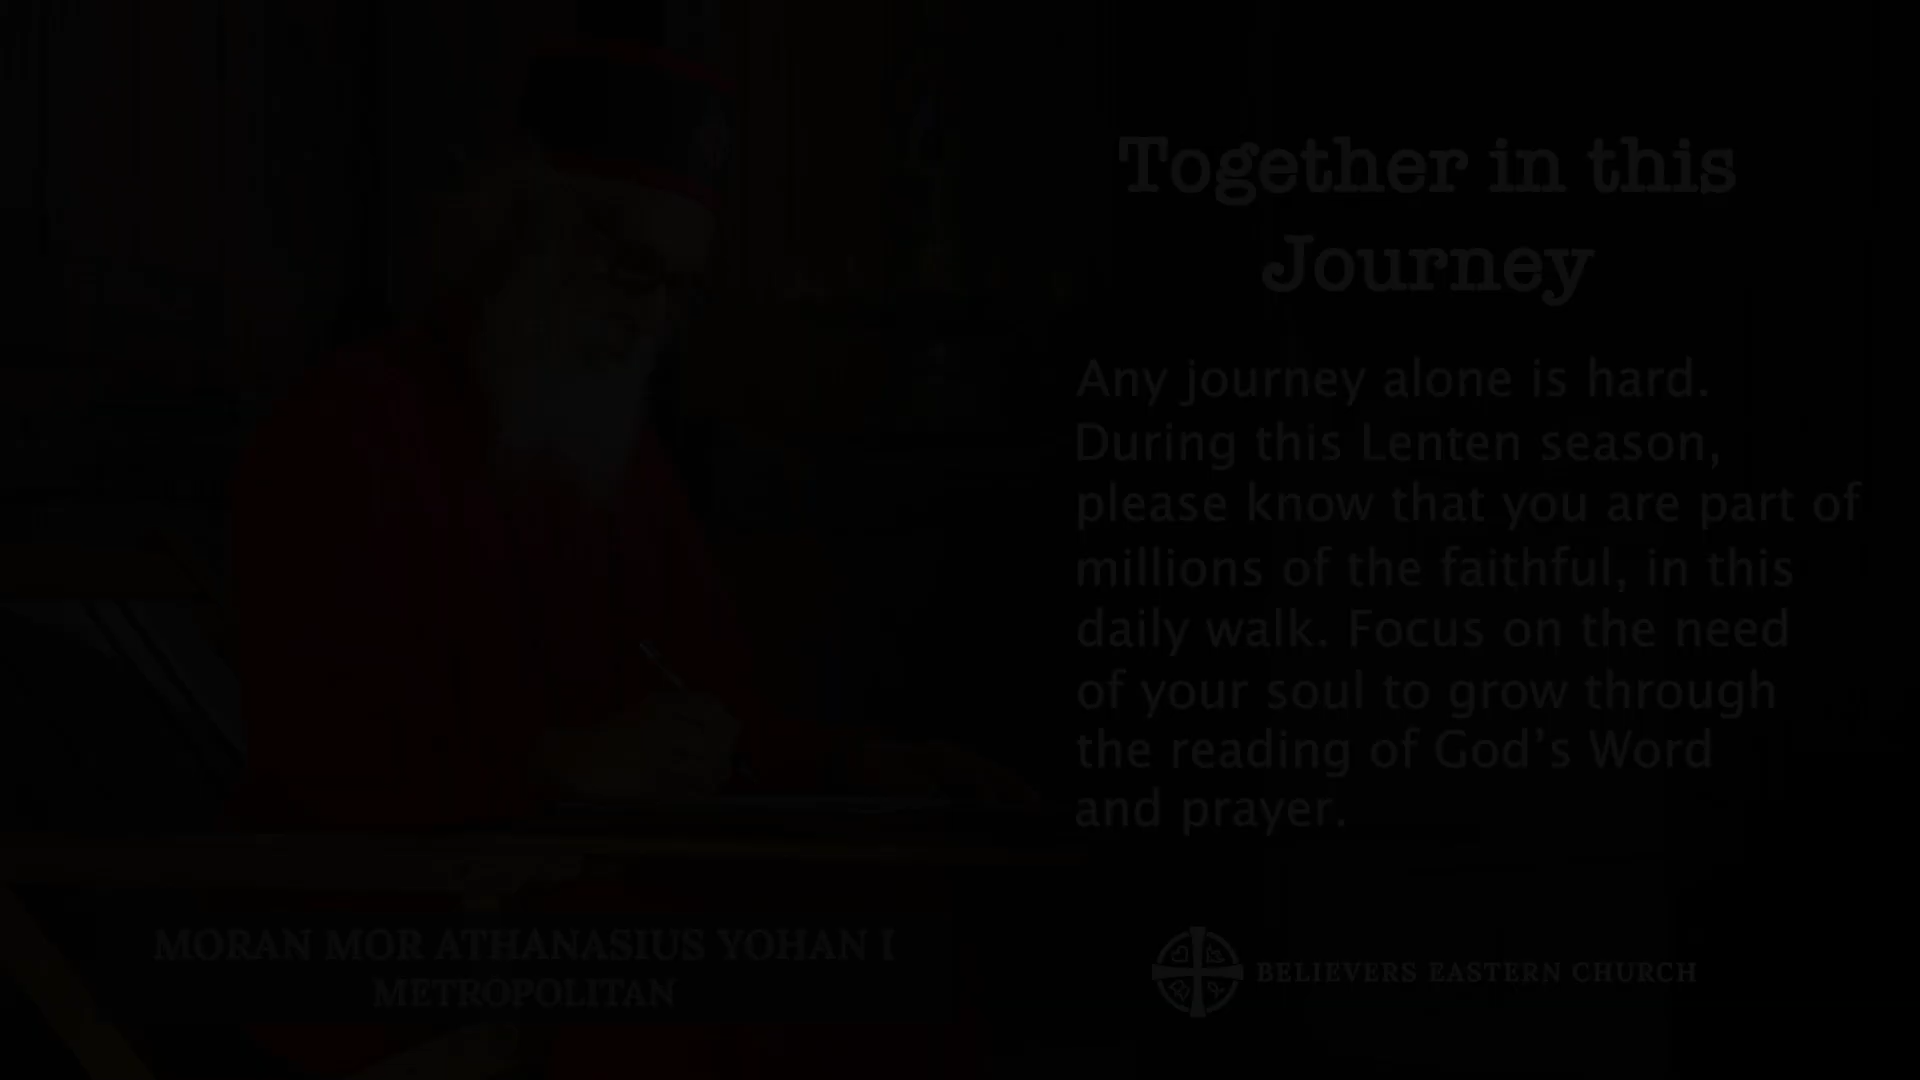 Together in this
Journey
Any journey alone is hard.
During this Lenten season,
please know that you are part of
millions of the faithful, in this
daily walk. Focus on the need
of your soul to grow through
the reading of God’s Word
and prayer.
MORAN MOR ATHANASIUS YOHAN I
METROPOLITAN
BELIEVERS EASTERN CHURCH